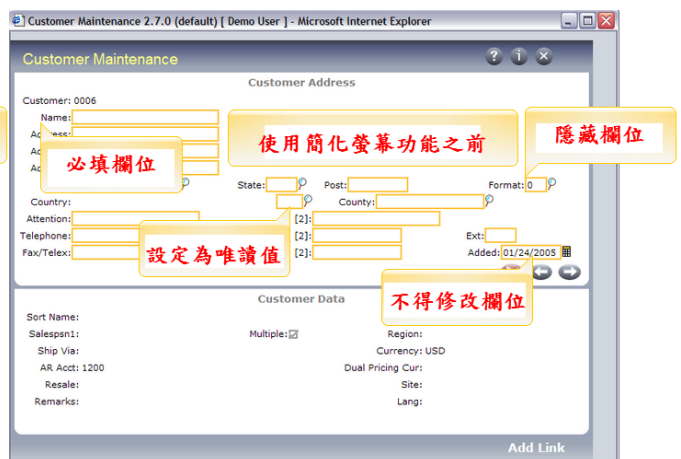 Customer Maintenance 2.7.0 (default) [ Demo User ] - Microsoft Internet Explorer
Customer Maintenance
Customer Address
Customer: 0006
Name:
使用簡化螢幕功能之前
隱藏欄位
必填欄位
State: Post: Format: 0
Country: County:
Attention: [2]:
Telephone: [2]: Ext:
Fax/Telex: [2]: Added: 01/24/2005
設定為唯讀值
不得修改欄位
Customer Data
Sort Name:
Salespsn1: Multiple: Region:
Ship Via: Currency: USD
AR Acct: 1200 Dual Pricing Cur:
Resale: Site:
Remarks: Lang:
Add Link